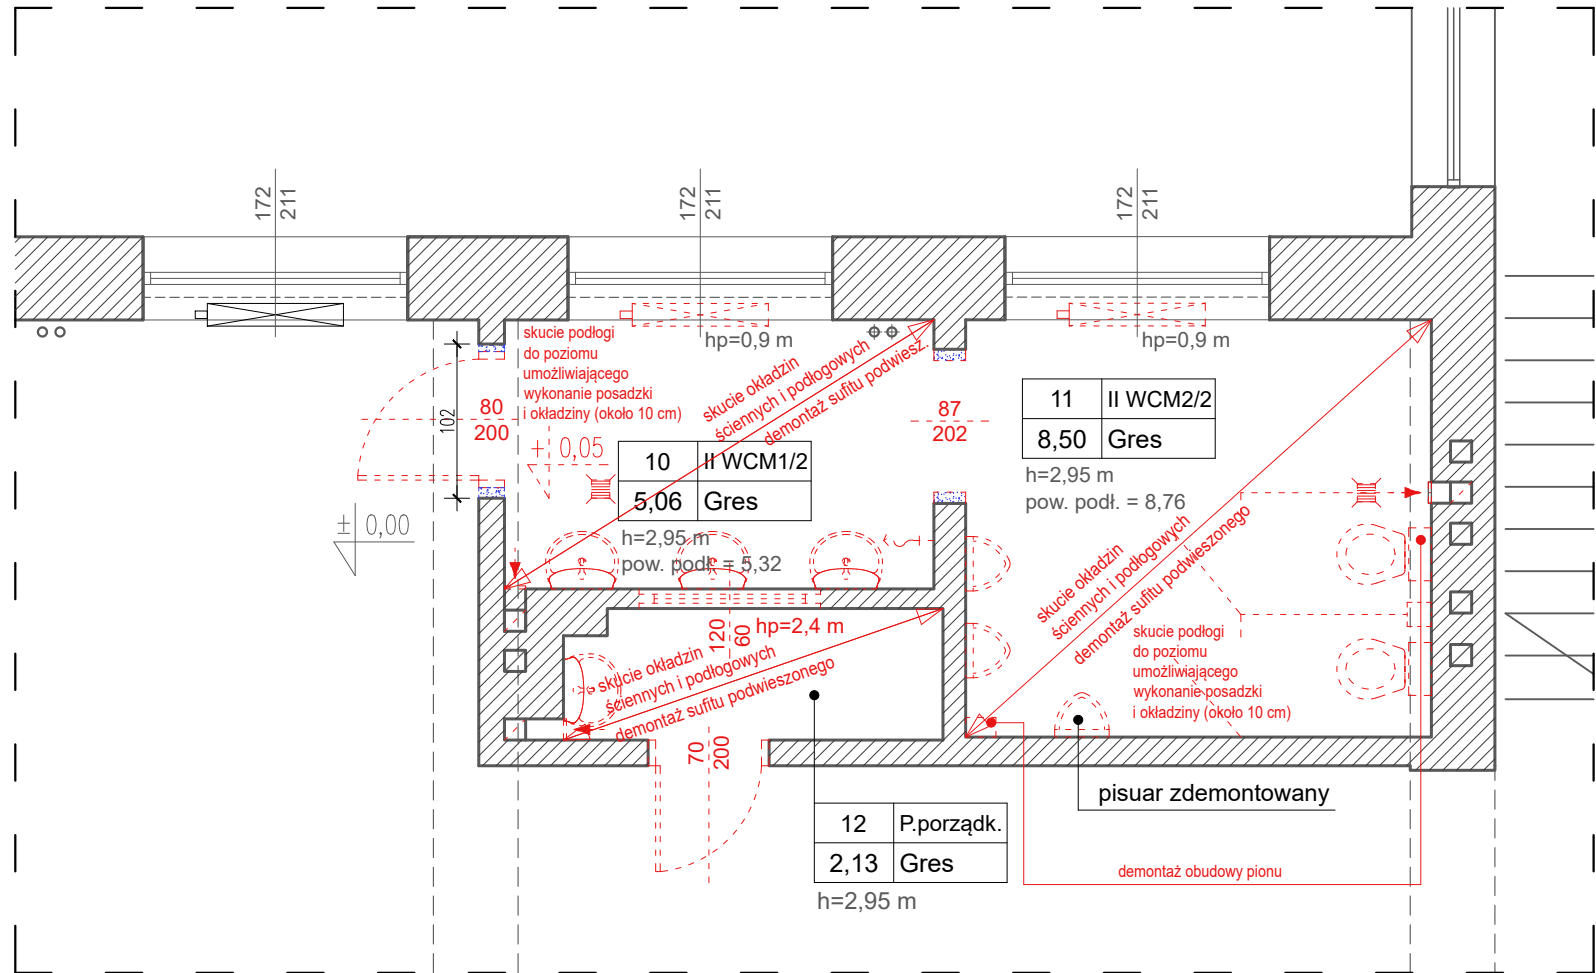 172
211
172
211
172
211
hp=0,9 m
hp=0,9 m
skucie podłogi
do poziomu
umożliwiającego
wykonanie posadzki
i okładziny (około 10 cm)
skucie okładzin
ściennych i podłogowych
demontaż sufitu podwiesz.
102
80
200
87
202
+ 0,05
± 0,00
10 II WCM1/2
5,06 Gres
h=2,95 m
pow. podł. = 5,32
11 II WCM2/2
8,50 Gres
h=2,95 m
pow. podł. = 8,76
skucie okładzin
ściennych i podłogowych
demontaż sufitu podwieszonego
120
60
hp=2,4 m
skucie okładzin
ściennych i podłogowych
demontaż sufitu podwieszonego
skucie podłogi
do poziomu
umożliwiającego
wykonanie posadzki
i okładziny (około 10 cm)
70
200
pisuar zdemontowany
12 P.porządk.
2,13 Gres
h=2,95 m
demontaż obudowy pionu